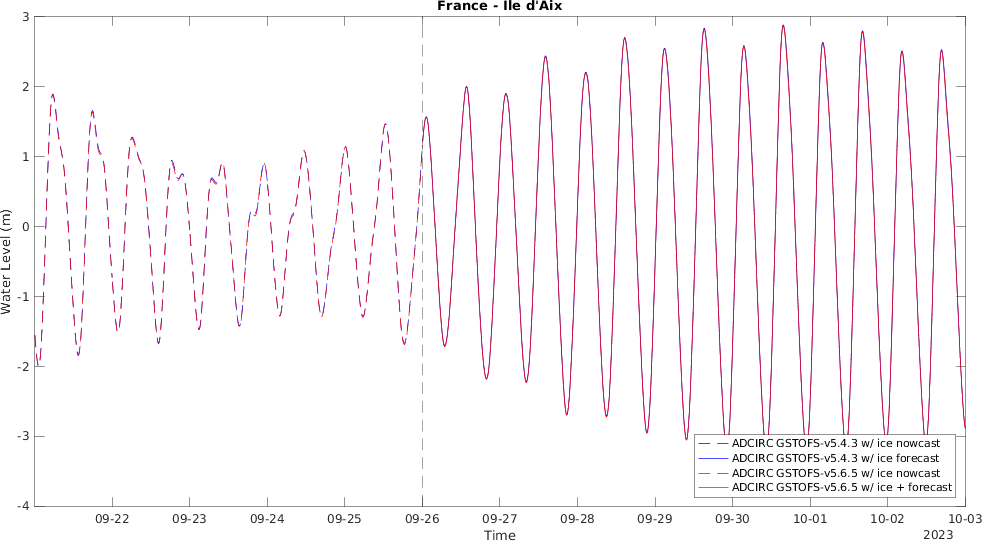 France - Ile d'Aix
3
2
1
0
-1
-2
-3
-4
Water Level (m)
ADCIRC GSTOFS-v5.4.3 w/ ice nowcast
ADCIRC GSTOFS-v5.4.3 w/ ice forecast
ADCIRC GSTOFS-v5.6.5 w/ ice nowcast
ADCIRC GSTOFS-v5.6.5 w/ ice + forecast
09-22 09-23 09-24 09-25 09-26 09-27 09-28 09-29 09-30 10-01 10-02 10-03
Time 2023